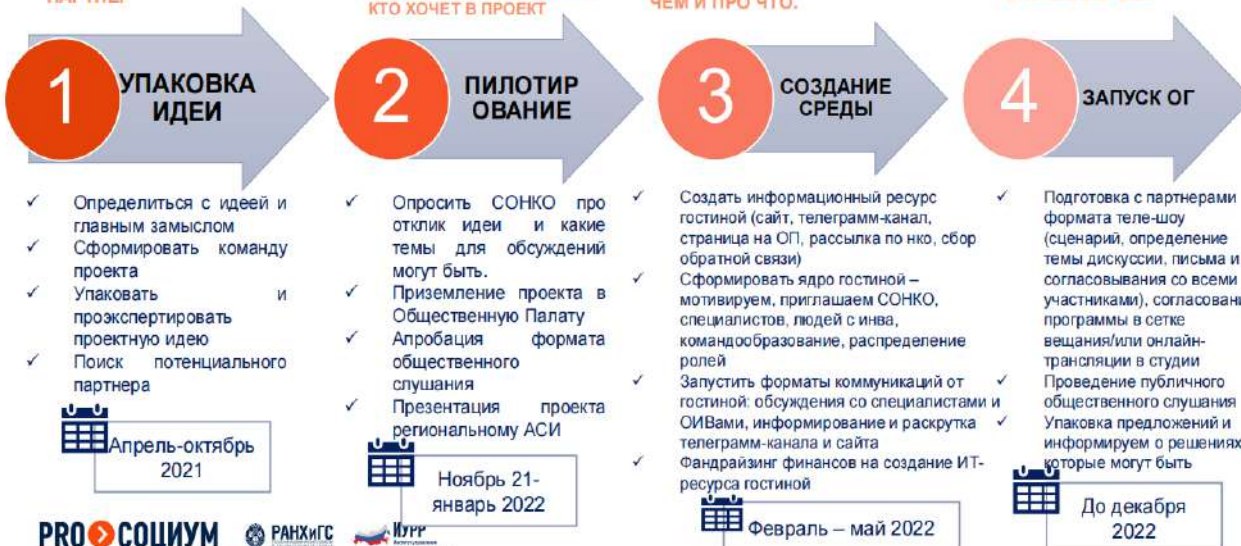 КТО ХОЧЕТ В ПРОЕКТ
ЧЕМ И ПРО ЧТО.
1
УПАКОВКА
ИДЕИ
Определиться с идеей и
главным замыслом
Сформировать команду
проекта
Упаковать и
проэкспертировать
проектную идею
Поиск потенциального
партнера
Апрель-октябрь
2021
2
ПИЛОТИР
ОВАНИЕ
Опросить СОНКО про
отклик идеи и какие
темы для обсуждений
могут быть.
Приземление проекта в
Общественную Палату
Апробация формата
общественного
слушания
Презентация проекта
региональному АСИ
Ноябрь 21-
январь 2022
3
СОЗДАНИЕ
СРЕДЫ
Создать информационный ресурс
гостиной (сайт, телеграмм-канал,
страница на ОП, рассылка по нко, сбор
обратной связи)
Сформировать ядро гостиной –
мотивируем, приглашаем СОНКО,
специалистов, людей с инва,
командообразование, распределение
ролей
Запустить форматы коммуникаций от
гостиной: обсуждения со специалистами и
ОИВами, информирование и раскрутка
телеграмм-канала и сайта
Фандрайзинг финансов на создание ИТ-
ресурса гостиной
Февраль – май 2022
4
ЗАПУСК ОГ
Подготовка с партнерами
формата теле-шоу
(сценарий, определение
темы дискуссии, письма и
согласовывания со всеми
участниками), согласовани
программы в сетке
вещания/или онлайн-
трансляции в студии
Проведение публичного
общественного слушания
Упаковка предложений и
информируем о решениях
которые могут быть
До декабря
2022
PRO СОЦИУМ
РАНХиГС
ИУРР